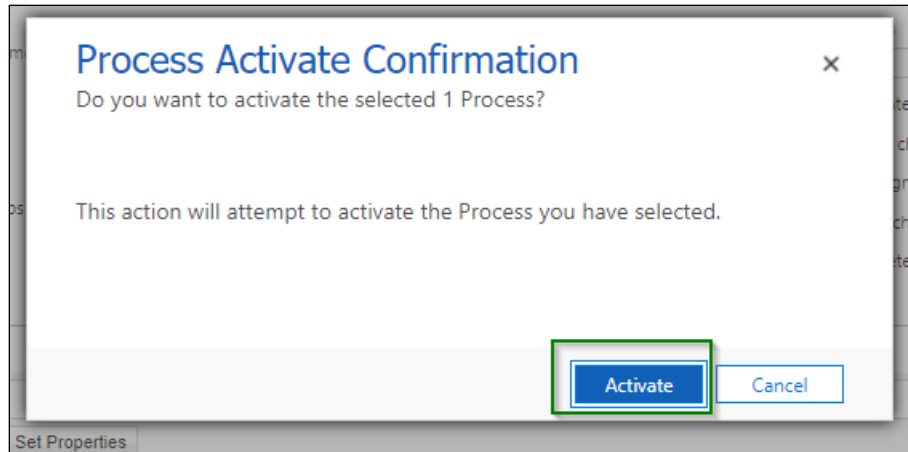 Process Activate Confirmation
Do you want to activate the selected 1 Process?
This action will attempt to activate the Process you have selected.
Activate Cancel
Set Properties